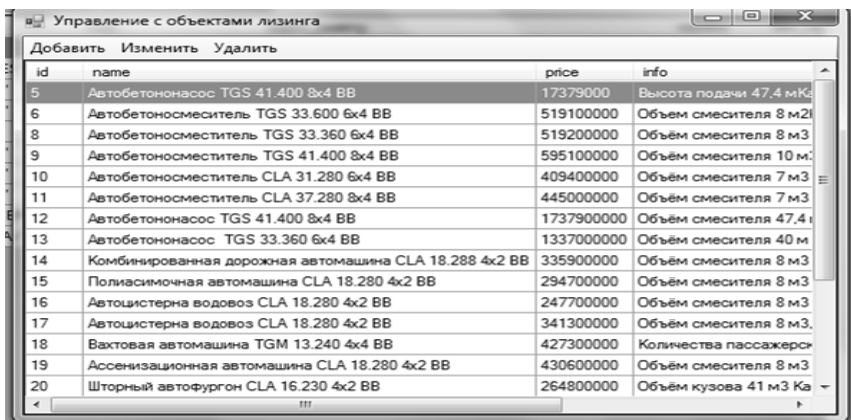 Управление с объектами лизинга
Добавить Изменить Удалить
id name price info
5 Автобетононасос TGS 41.400 8x4 BB 17379000 Высота подачи 47,4 мКа
6 Автобетоносмеситель TGS 33.600 6x4 BB 519100000 Объем смесителя 8 м2
8 Автобетоносместитель TGS 33.360 6x4 BB 519200000 Объём смесителя 8 м3
9 Автобетоносместитель TGS 41.400 8x4 BB 595100000 Объём смесителя 10 м
10 Автобетоносместитель CLA 31.280 6x4 BB 409400000 Объём смесителя 7 м3
11 Автобетоносместитель CLA 37.280 8x4 BB 445000000 Объём смесителя 7 м3
12 Автобетононасос TGS 41.400 8x4 BB 1737900000 Объём смесителя 47,4
13 Автобетононасос TGS 33.360 6x4 BB 1337000000 Объём смесителя 40 м
14 Комбинированная дорожная автомашина CLA 18.288 4x2 BB 335900000 Объём смесителя 8 м3
15 Полиасимочная автомашина CLA 18.280 4x2 BB 294700000 Объём смесителя 8 м3
16 Автоцистерна водовоз CLA 18.280 4x2 BB 247700000 Объём смесителя 8 м3
17 Автоцистерна водовоз CLA 18.280 4x2 BB 341300000 Объём смесителя 8 м3,
18 Вахтовая автомашина TGM 13.240 4x4 BB 427300000 Количества пассажерск
19 Ассенизационная автомашина CLA 18.280 4x2 BB 430600000 Объём смесителя 8 м3
20 Шторный автофургон CLA 16.230 4x2 BB 264800000 Объём кузова 41 м3 Ка